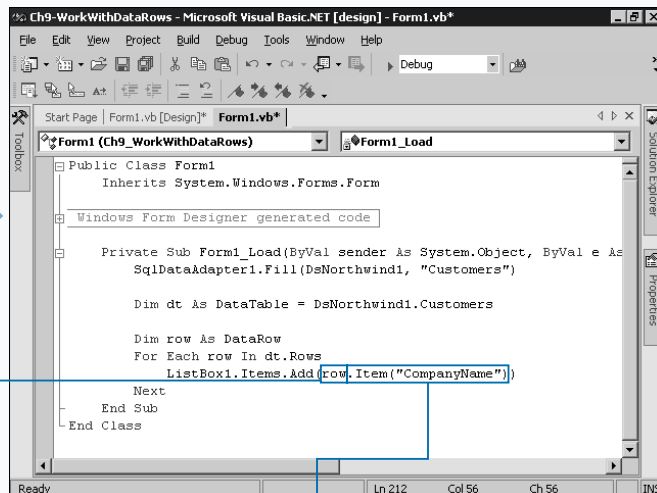 Ch9-WorkWithDataRows - Microsoft Visual Basic.NET [design] - Form1.vb*
File Edit View Project Build Debug Tools Window Help
Debug
Start Page Form1.vb [Design]* Form1.vb*
Toolbox
Form1 (Ch9_WorkWithDataRows) Form1_Load
Solution Explorer
Properties
Public Class Form1
Inherits System.Windows.Forms.Form
Windows Form Designer generated code
Private Sub Form1_Load(ByVal sender As System.Object, ByVal e As
SqlDataAdapter1.Fill(DsNorthwind1, "Customers")
Dim dt As DataTable = DsNorthwind1.Customers
Dim row As DataRow
For Each row In dt.Rows
ListBox1.Items.Add(row.Item("CompanyName"))
Next
End Sub
End Class
Ready Ln 212 Col 56 Ch 56 INS